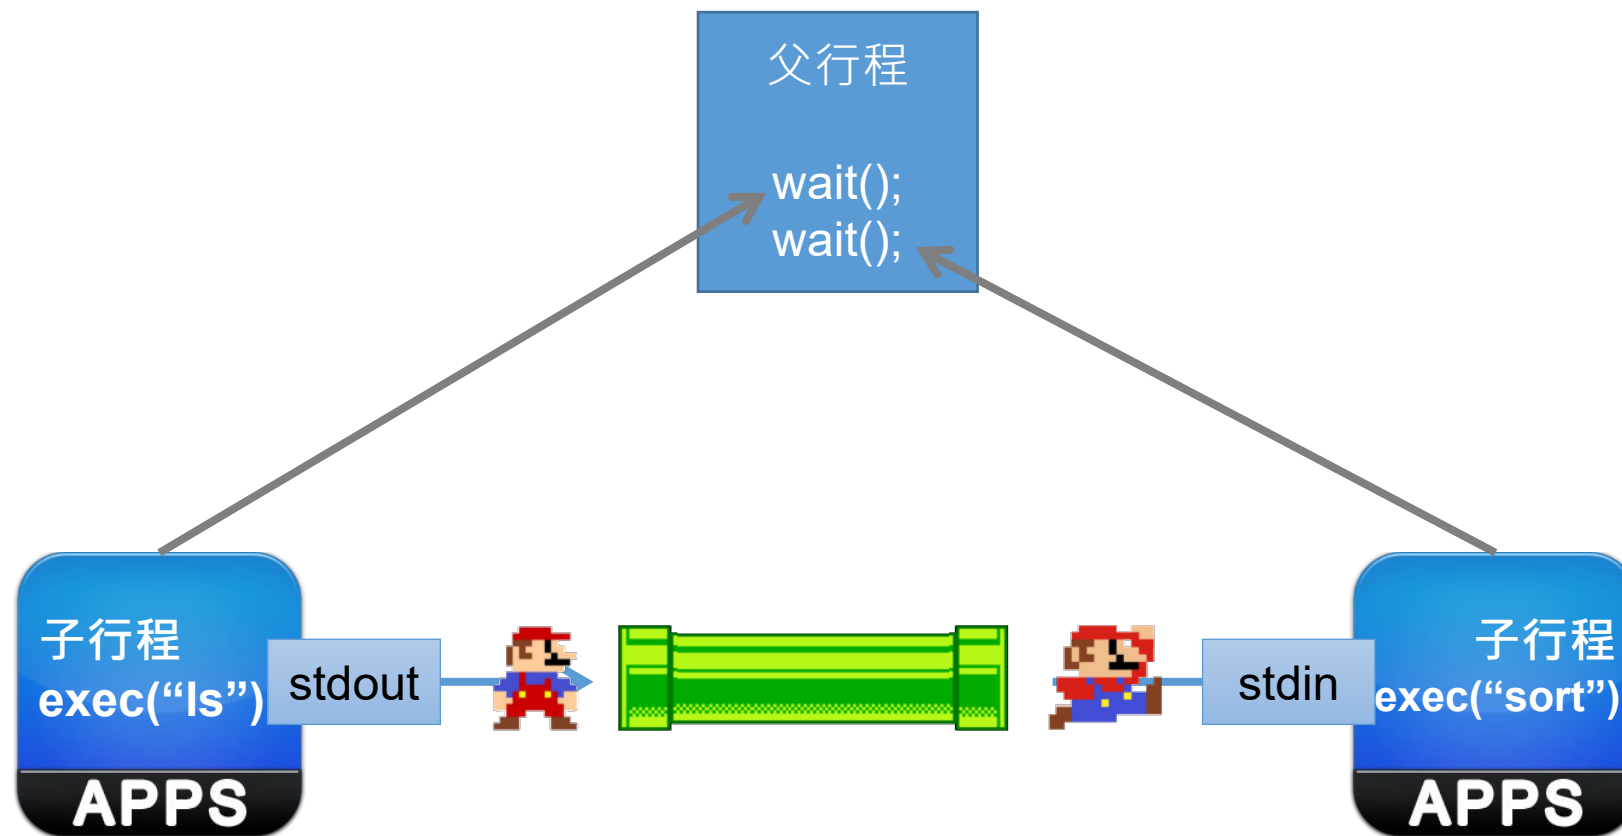 父行程
wait();
wait();
子行程
exec(“ls”)
stdout
APPS
stdin
子行程
exec(“sort”)
APPS